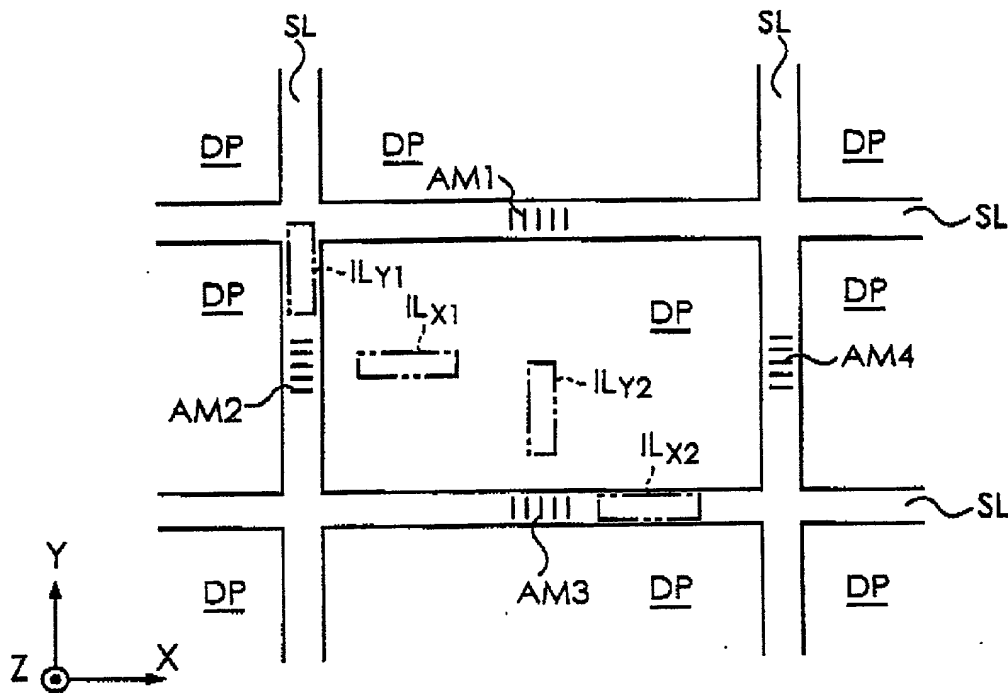 SL SL
DP DP DP
AM1
SL
ILY1
DP DP DP
ILX1
AM4
ILY2
AM2
ILX2
SL
AM3
DP DP DP
Y
Z X